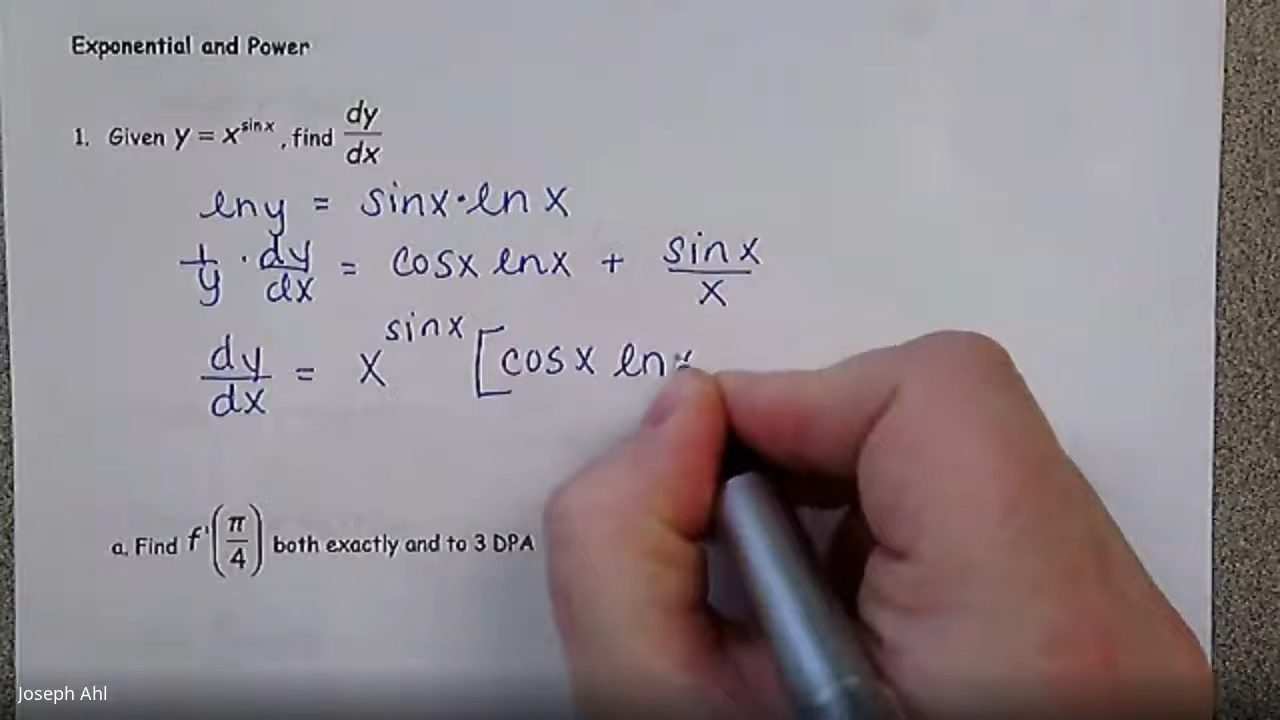 Exponential and Power
1. Given y = x^sinx, find dy/dx
ln y = sinx · ln x
1/y · dy/dx = cosx lnx + sinx/x
dy/dx = x^sinx [cosx ln x
a. Find f'(π/4) both exactly and to 3 DPA
Joseph Ahl